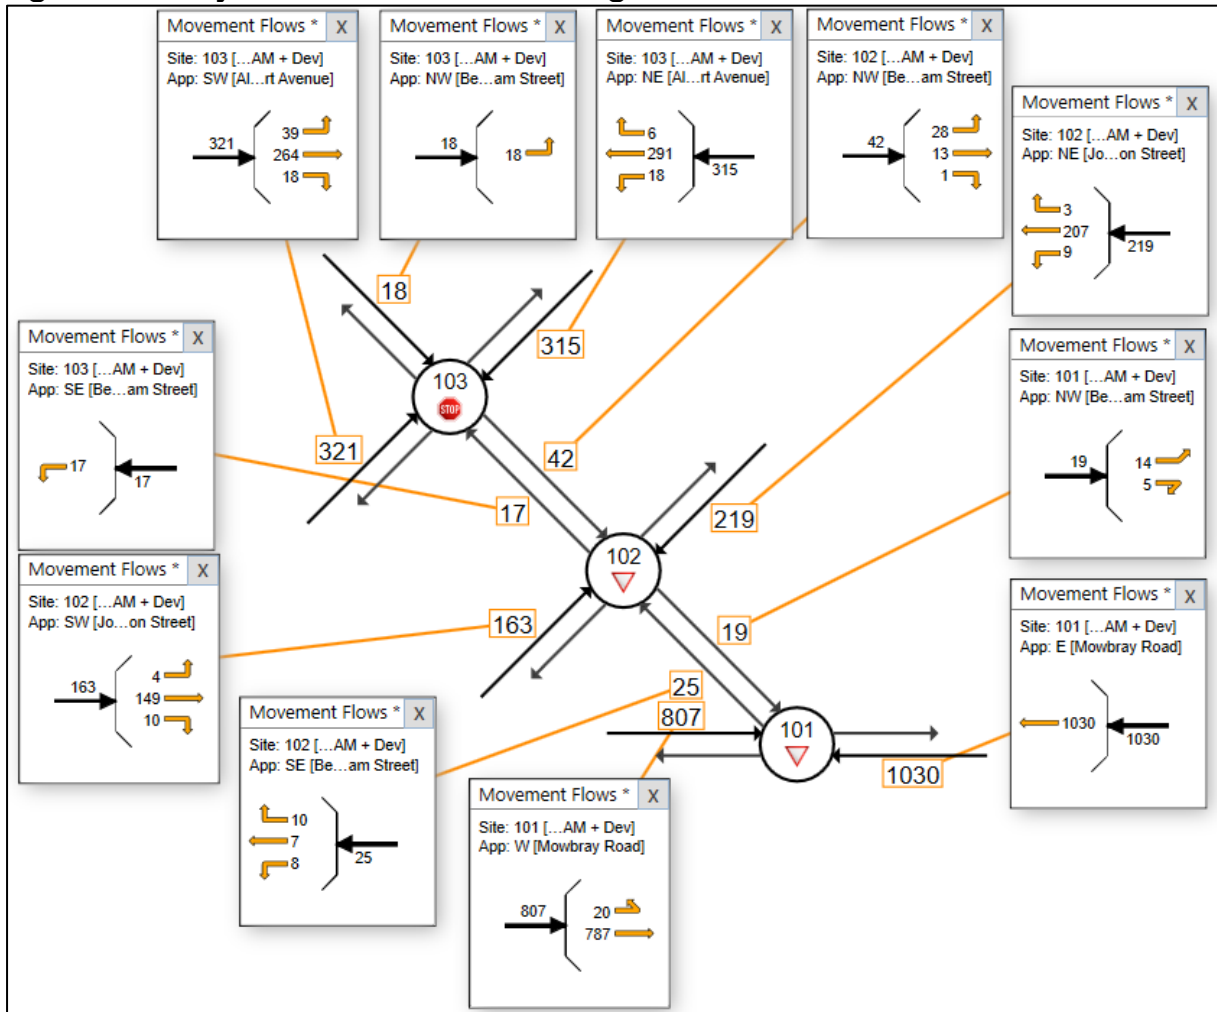 Movement Flows * X
Site: 103 [...AM + Dev]
App: SW [Al...rt Avenue]
321
39
264
18
Movement Flows * X
Site: 103 [...AM + Dev]
App: NW [Be...am Street]
18
18
Movement Flows * X
Site: 103 [...AM + Dev]
App: NE [Al...rt Avenue]
6
291
18
315
Movement Flows * X
Site: 102 [...AM + Dev]
App: NW [Be...am Street]
42
28
13
1
Movement Flows * X
Site: 102 [...AM + Dev]
App: NE [Jo...on Street]
3
207
9
219
Movement Flows * X
Site: 103 [...AM + Dev]
App: SE [Be...am Street]
17
17
Movement Flows * X
Site: 101 [...AM + Dev]
App: NW [Be...am Street]
19
14
5
Movement Flows * X
Site: 102 [...AM + Dev]
App: SW [Jo...on Street]
163
4
149
10
Movement Flows * X
Site: 101 [...AM + Dev]
App: E [Mowbray Road]
1030
1030
Movement Flows * X
Site: 102 [...AM + Dev]
App: SE [Be...am Street]
10
7
8
25
Movement Flows * X
Site: 101 [...AM + Dev]
App: W [Mowbray Road]
807
20
787
18
315
103
STOP
321
42
17
219
102
163
19
25
807
101
1030